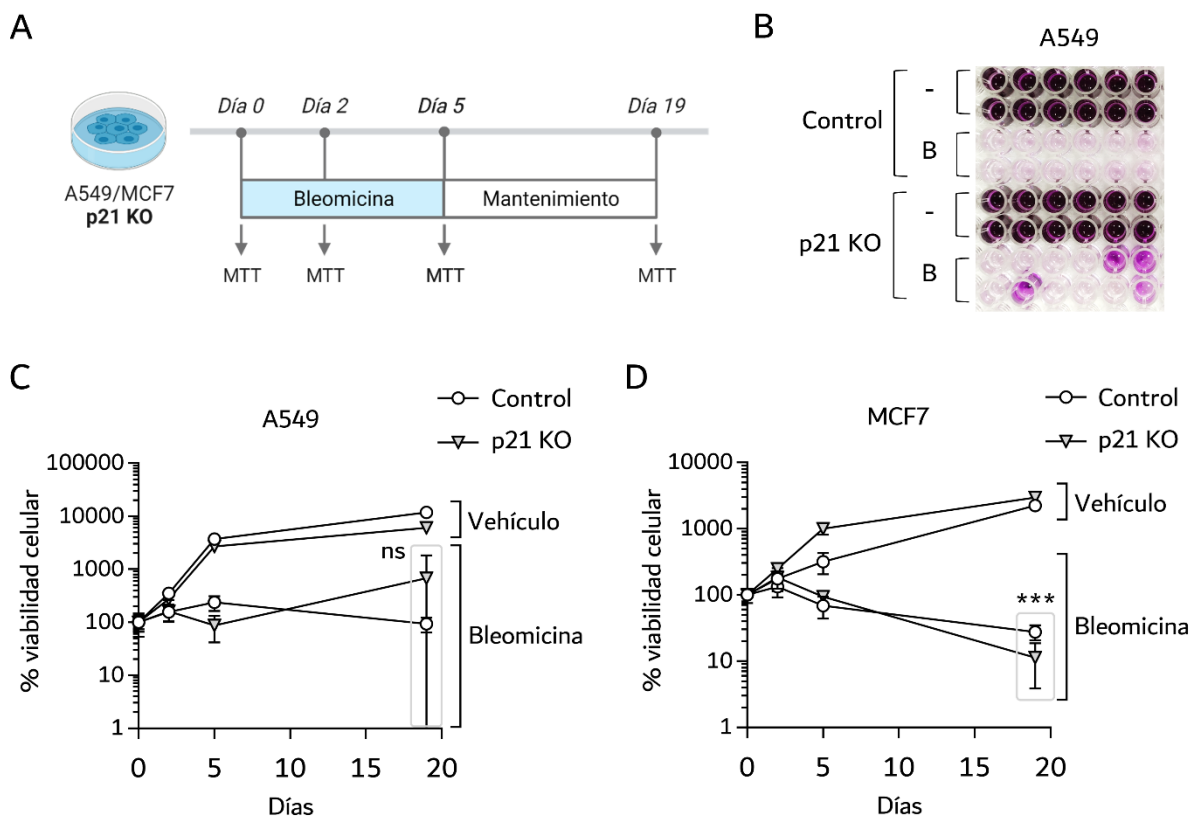 A
Día 0
Día 2
Día 5
Día 19
Bleomicina
Mantenimiento
A549/MCF7
p21 KO
MTT
MTT
MTT
MTT
B
A549
Control
-
B
p21 KO
-
B
C
A549
Control
p21 KO
% viabilidad celular
100000
10000
1000
100
10
1
ns
Vehículo
Bleomicina
0
5
10
15
20
Días
D
MCF7
Control
p21 KO
% viabilidad celular
10000
1000
100
10
1
***
Vehículo
Bleomicina
0
5
10
15
20
Días